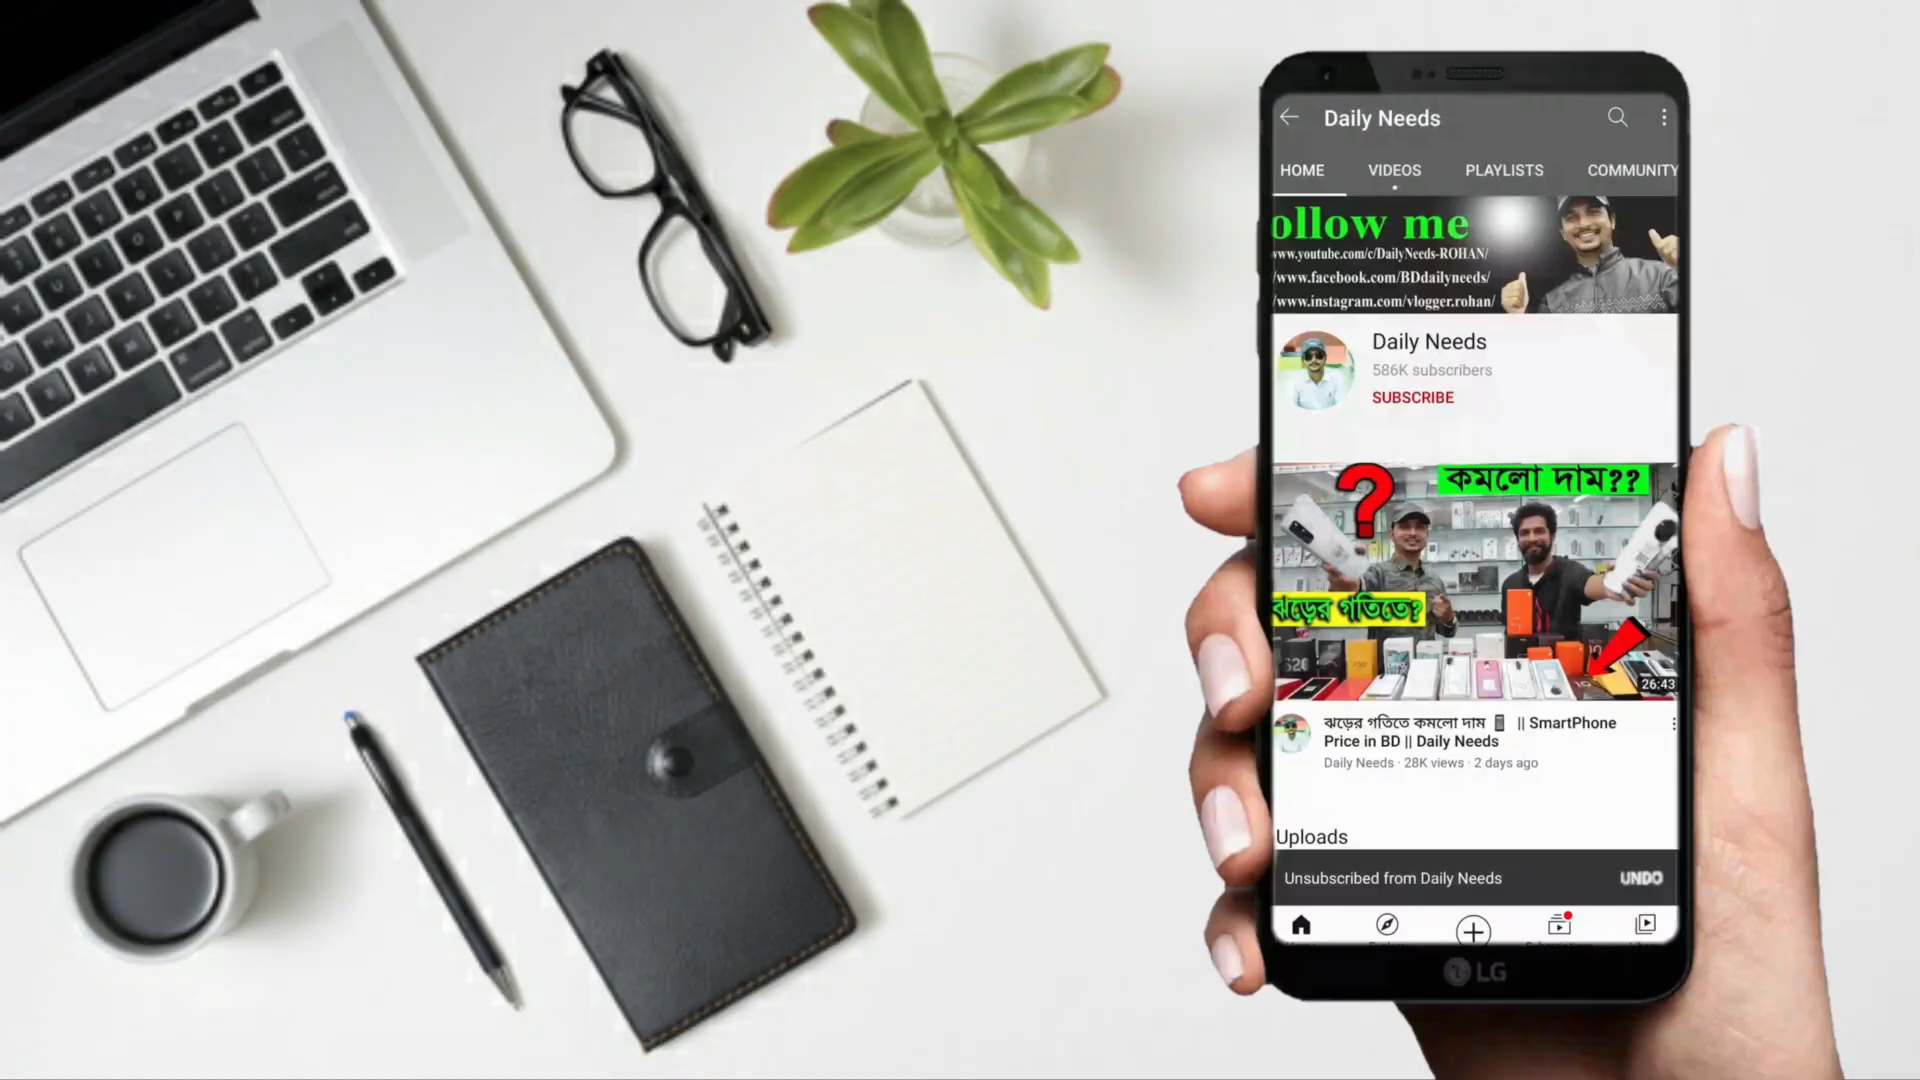 Daily Needs
HOME VIDEOS PLAYLISTS COMMUNITY
ollow me
www.youtube.com/c/DailyNeeds-ROHAN/
/www.facebook.com/BDdailyneeds/
/www.instagram.com/vlogger.rohan/
Daily Needs
586K subscribers
SUBSCRIBE
?
কমলো দাম??
ঝড়ের গতিতে?
S20
26:43
ঝড়ের গতিতে কমলো দাম || SmartPhone
Price in BD || Daily Needs
Daily Needs · 28K views · 2 days ago
Uploads
Unsubscribed from Daily Needs UNDO
LG